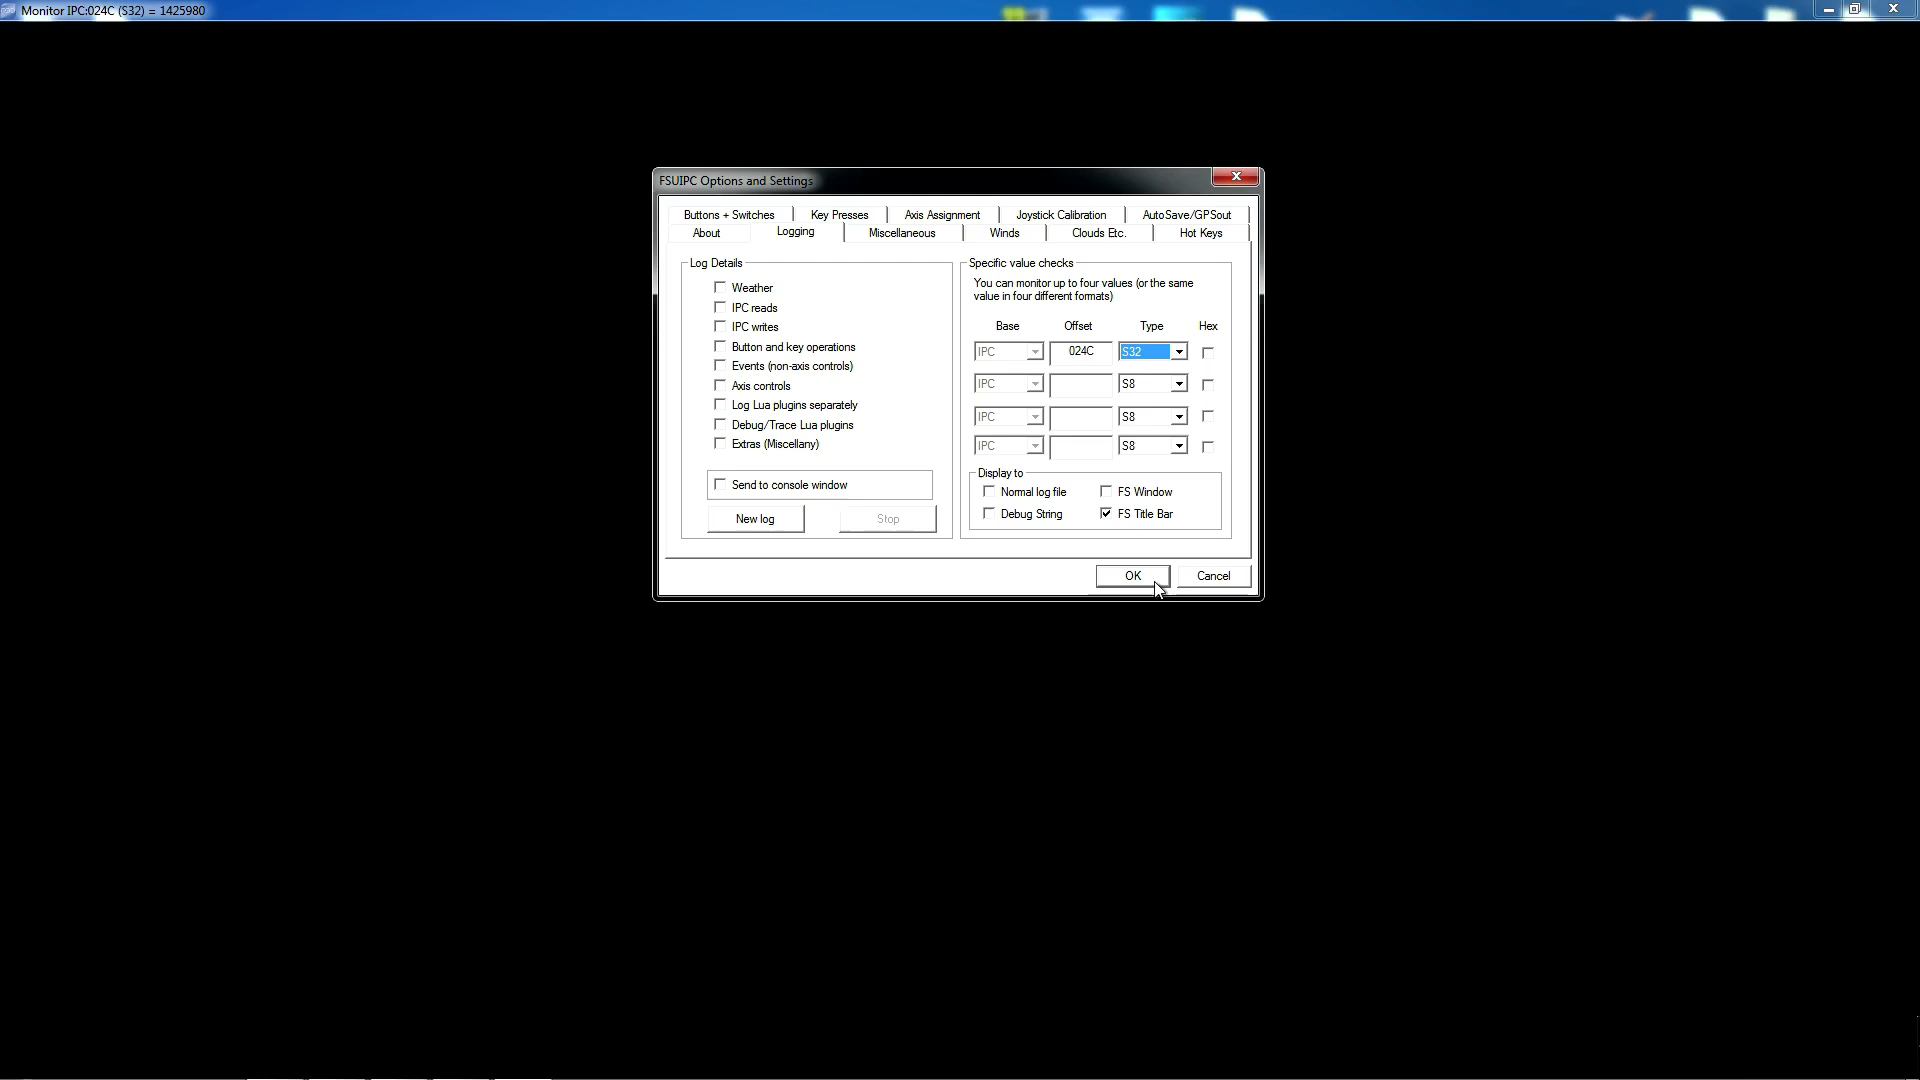 Monitor IPC:024C (S32) = 1425980
FSUIPC Options and Settings
Buttons + Switches
Key Presses
Axis Assignment
Joystick Calibration
AutoSave/GPSout
About
Logging
Miscellaneous
Winds
Clouds Etc.
Hot Keys
Log Details
Weather
IPC reads
IPC writes
Button and key operations
Events (non-axis controls)
Axis controls
Log Lua plugins separately
Debug/Trace Lua plugins
Extras (Miscellany)
Send to console window
New log
Stop
Specific value checks
You can monitor up to four values (or the same
value in four different formats)
Base Offset Type Hex
IPC 024C S32
IPC S8
IPC S8
IPC S8
Display to
Normal log file
FS Window
Debug String
FS Title Bar
OK
Cancel